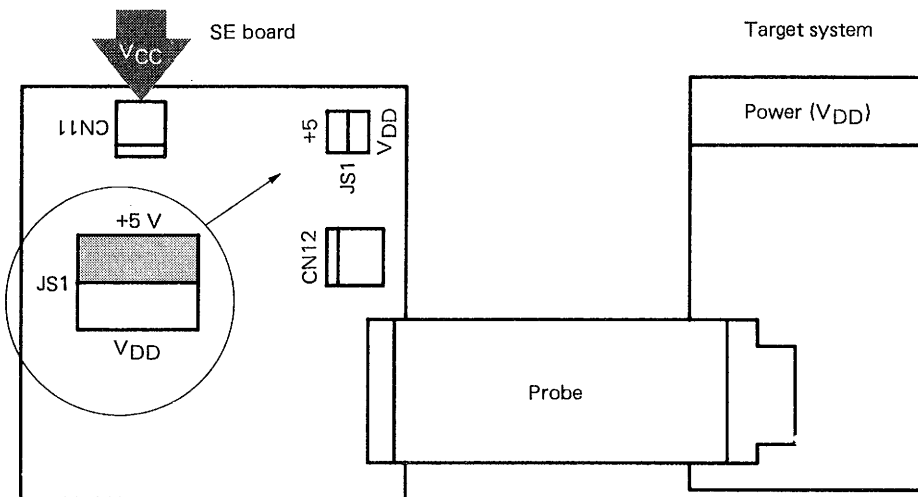 SE board
Target system
VCC
CN11
+5
VDD
JS1
Power (VDD)
+5 V
JS1
VDD
CN12
Probe